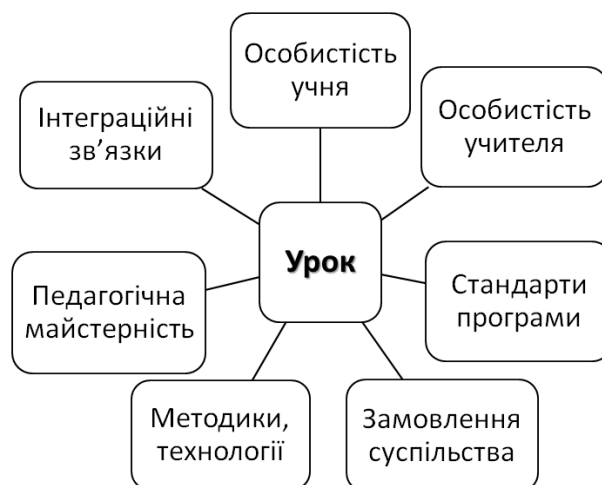 Особистість
учня
Особистість
учителя
Стандарти
програми
Замовлення
суспільства
Методики,
технології
Педагогічна
майстерність
Інтеграційні
зв’язки
Урок